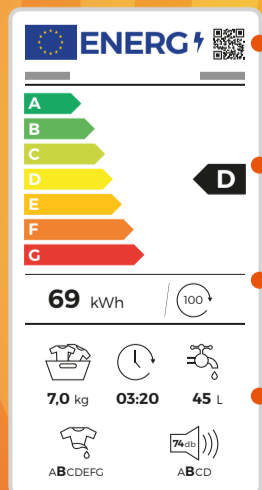 ENERG
A
B
C
D
D
E
F
G
69 kWh
100
7,0 kg 03:20 45 L
74db
ABCDEFG ABCD